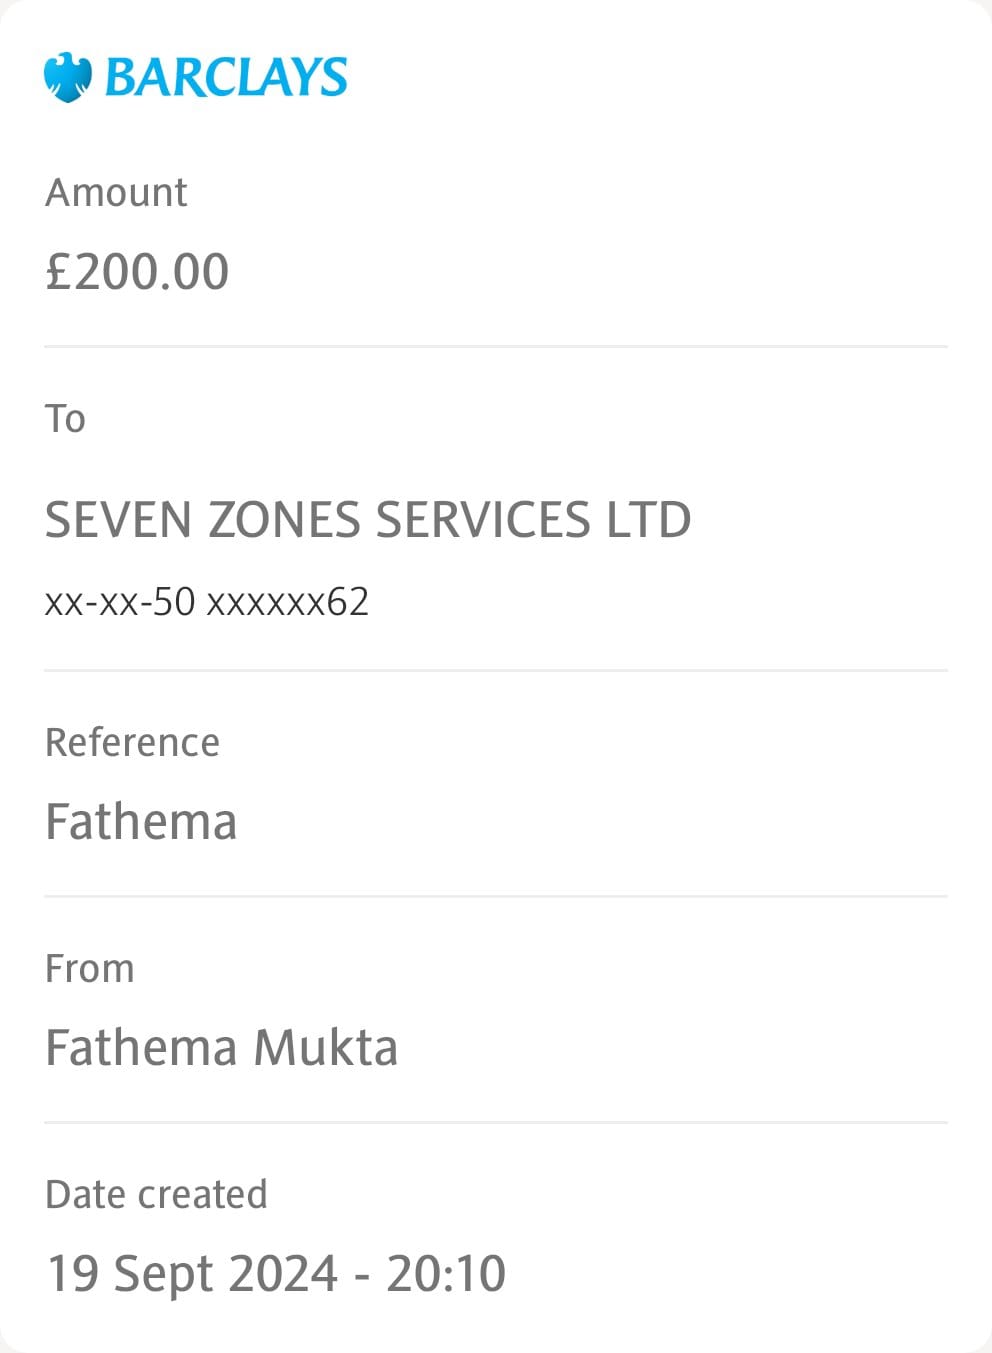 BARCLAYS
Amount
£200.00
To
SEVEN ZONES SERVICES LTD
xx-xx-50 xxxxxx62
Reference
Fathema
From
Fathema Mukta
Date created
19 Sept 2024 - 20:10